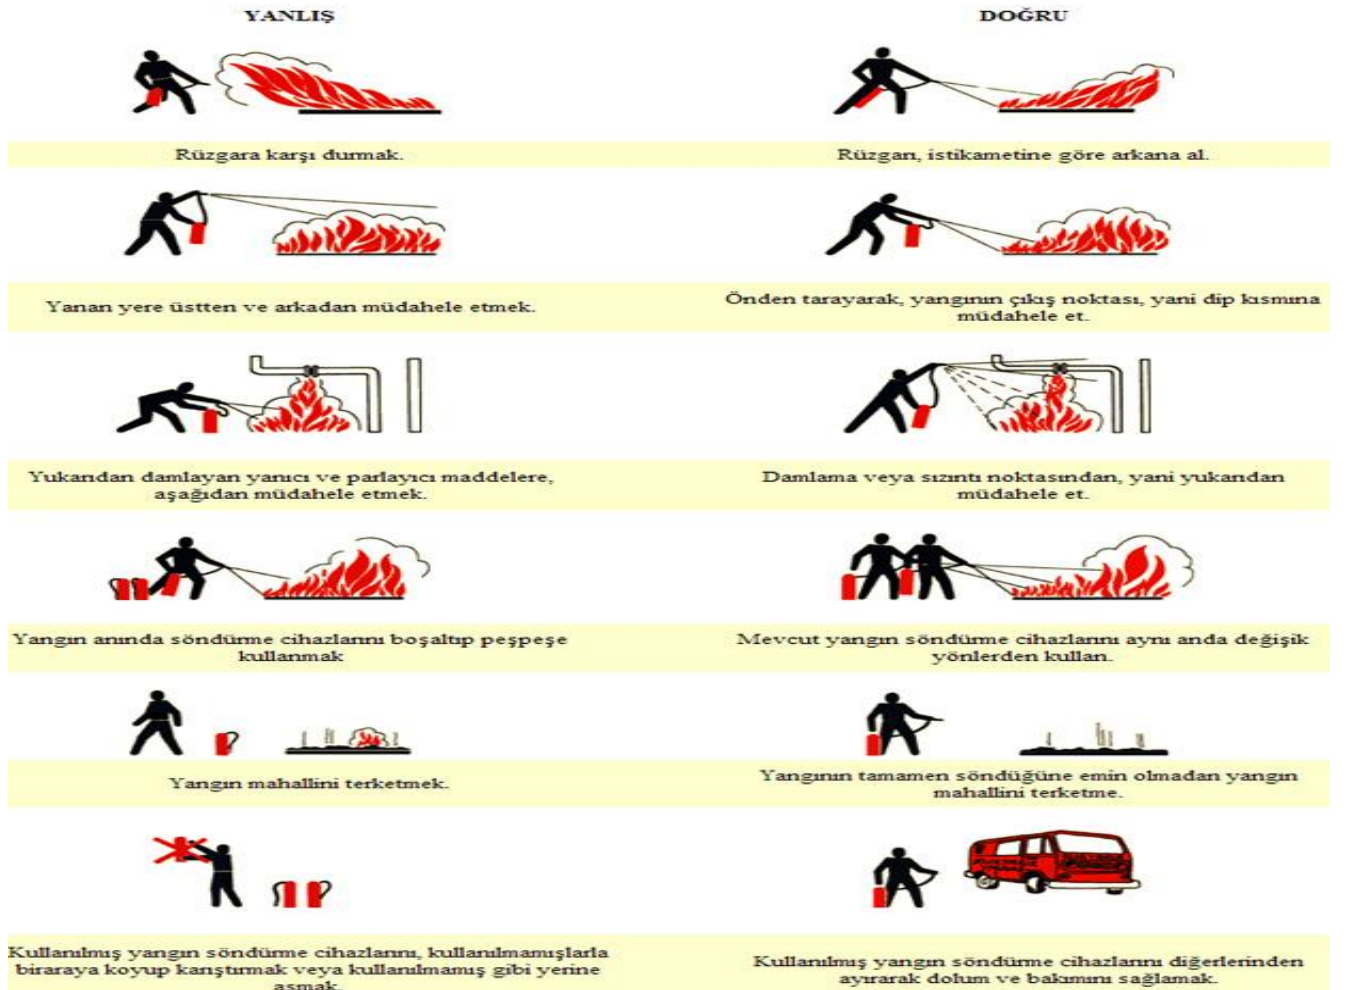 YANLIŞ
DOĞRU
Rüzgara karşı durmak.
Rüzgarı, istikametine göre arkana al.
Yanan yere üstten ve arkadan müdahele etmek.
Önden tarayarak, yangının çıkış noktası, yani dip kısmına
müdahele et.
Yukarıdan damlayan yanıcı ve parlayıcı maddelere,
aşağıdan müdahele etmek.
Damlama veya sızıntı noktasından, yani yukarıdan
müdahele et.
Yangın anında söndürme cihazlarını boşaltıp peşpeşe
kullanmak
Mevcut yangın söndürme cihazlarını aynı anda değişik
yönlerden kullan.
Yangın mahallini terketmek.
Yangının tamamen söndüğüne emin olmadan yangın
mahallini terketme.
Kullanılmış yangın söndürme cihazlarını, kullanılmamışlarla
biraraya koyup karıştırmak veya kullanılmamış gibi yerine
asmak.
Kullanılmış yangın söndürme cihazlarını diğerlerinden
ayırarak dolum ve bakımını sağlamak.